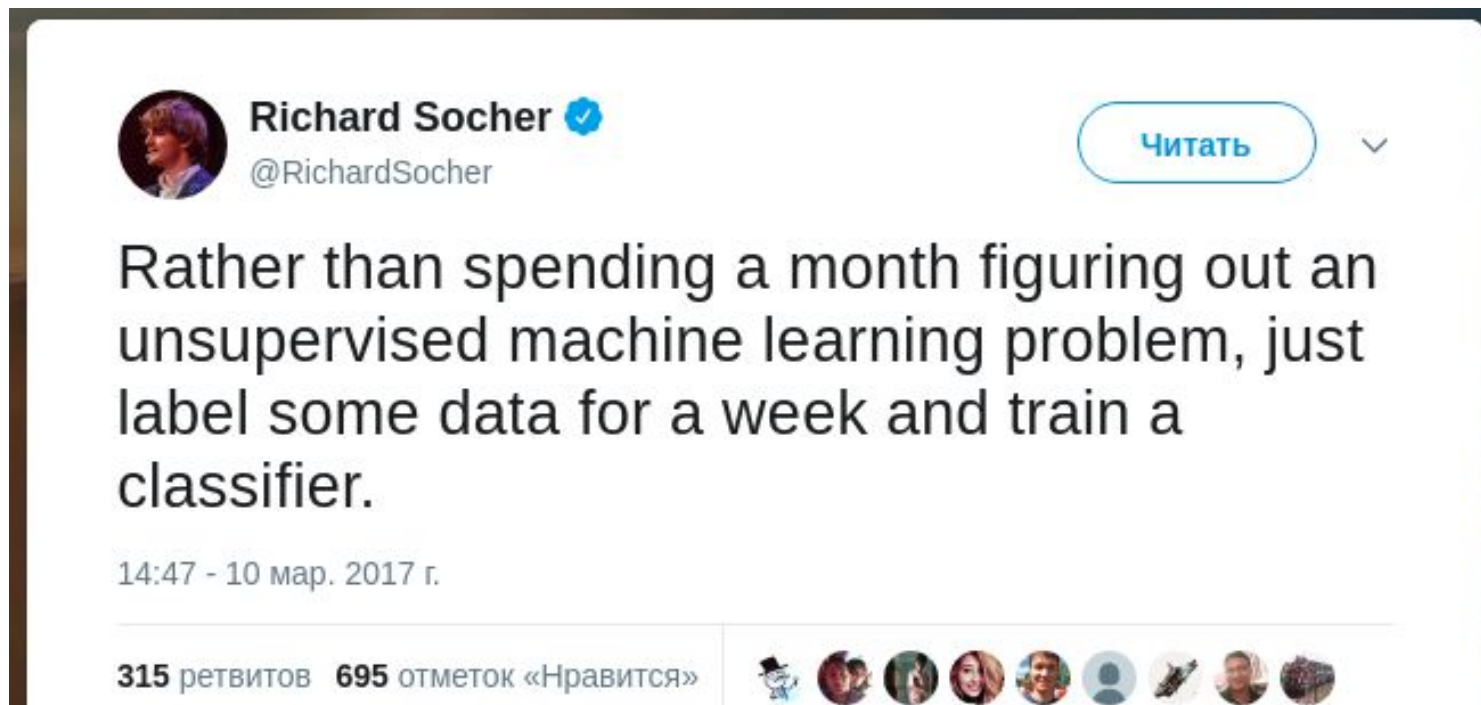 Richard Socher
@RichardSocher
Читать
Rather than spending a month figuring out an
unsupervised machine learning problem, just
label some data for a week and train a
classifier.
14:47 - 10 мар. 2017 г.
315 ретвитов 695 отметок «Нравится»